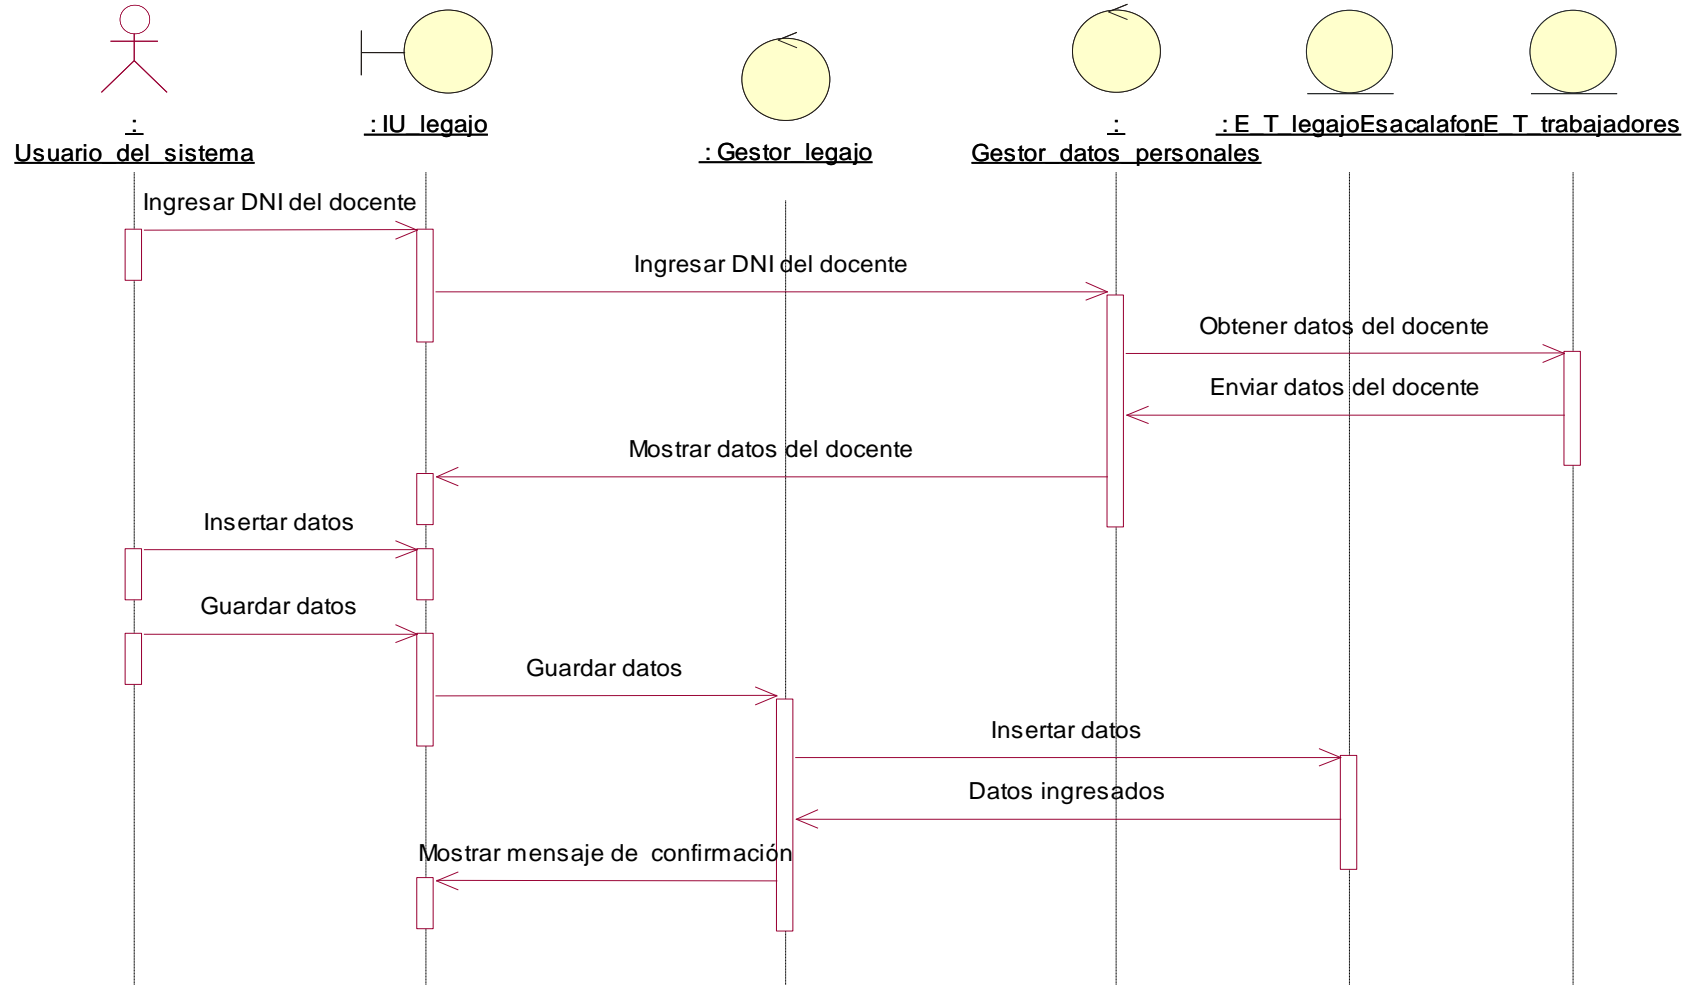 :
Usuario_del_sistema
: IU_legajo
: Gestor_legajo
:
Gestor_datos_personales
: E_T_legajoEsacalafon
: E_T_trabajadores
Ingresar DNI del docente
Ingresar DNI del docente
Obtener datos del docente
Enviar datos del docente
Mostrar datos del docente
Insertar datos
Guardar datos
Guardar datos
Insertar datos
Datos ingresados
Mostrar mensaje de confirmación